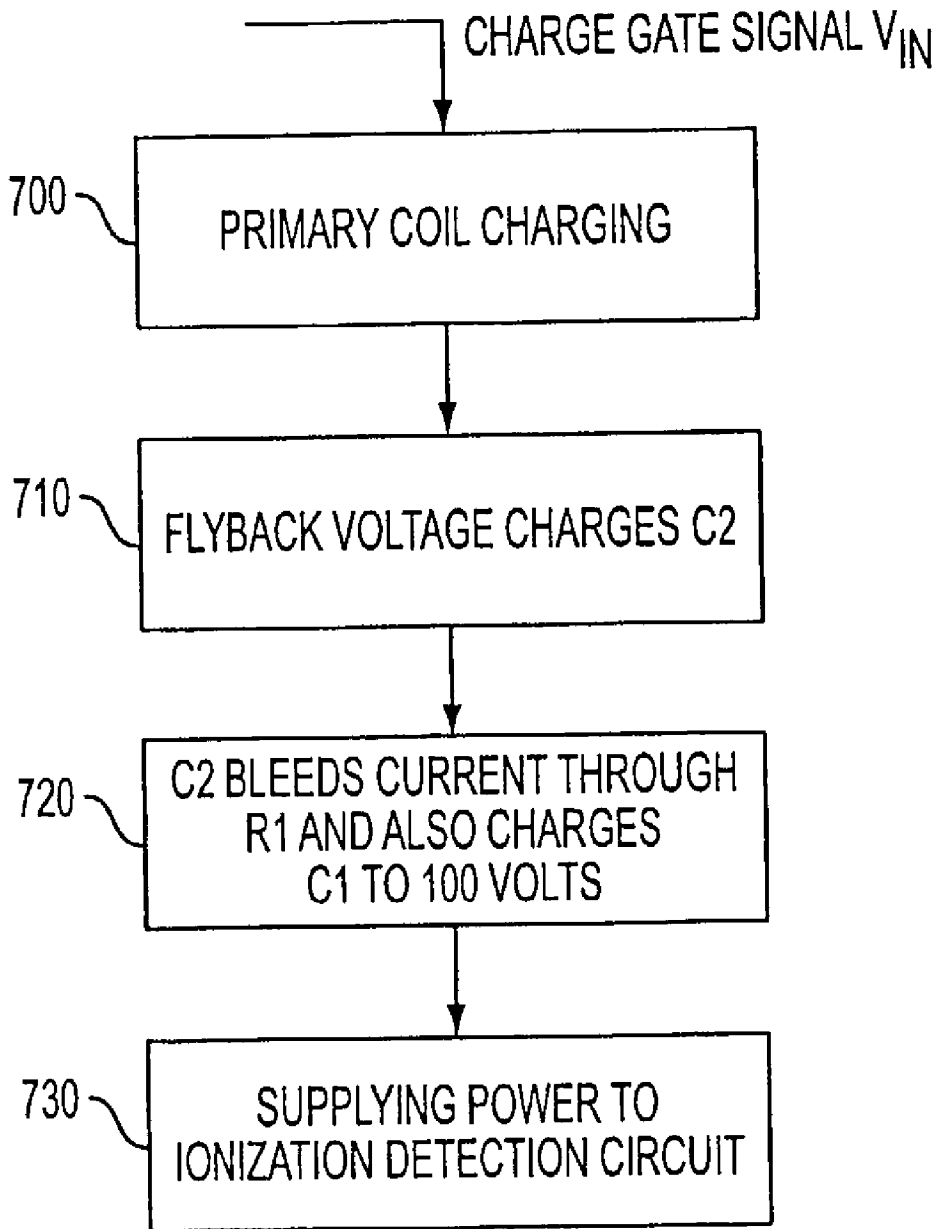 CHARGE GATE SIGNAL VIN
700
PRIMARY COIL CHARGING
710
FLYBACK VOLTAGE CHARGES C2
720
C2 BLEEDS CURRENT THROUGH
R1 AND ALSO CHARGES
C1 TO 100 VOLTS
730
SUPPLYING POWER TO
IONIZATION DETECTION CIRCUIT